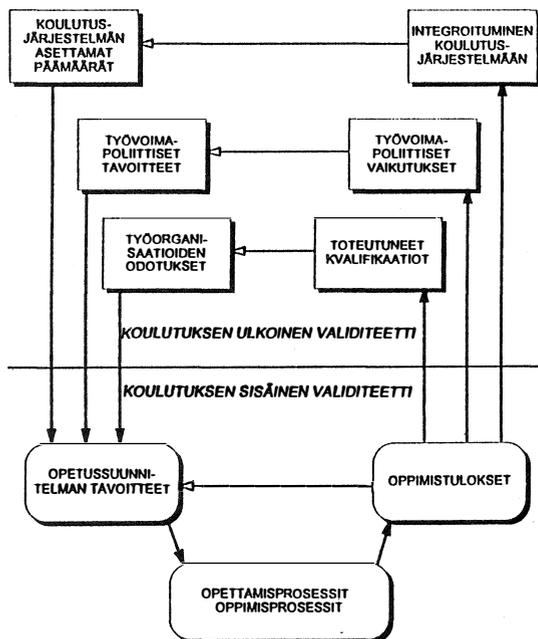 KOULUTUS-
JÄRJESTELMÄN
ASETTAMAT
PÄÄMÄÄRÄT
INTEGROITUMINEN
KOULUTUS-
JÄRJESTELMÄÄN
TYÖVOIMA-
POLIITTISET
TAVOITTEET
TYÖVOIMA-
POLIITTISET
VAIKUTUKSET
TYÖORGANI-
SAATIOIDEN
ODOTUKSET
TOTEUTUNEET
KVALIFIKAATIOT
KOULUTUKSEN ULKOINEN VALIDITEETTI
KOULUTUKSEN SISÄINEN VALIDITEETTI
OPETUSSUUNNI-
TELMAN TAVOITTEET
OPPIMISTULOKSET
OPETTAMISPROSESSIT
OPPIMISPROSESSIT